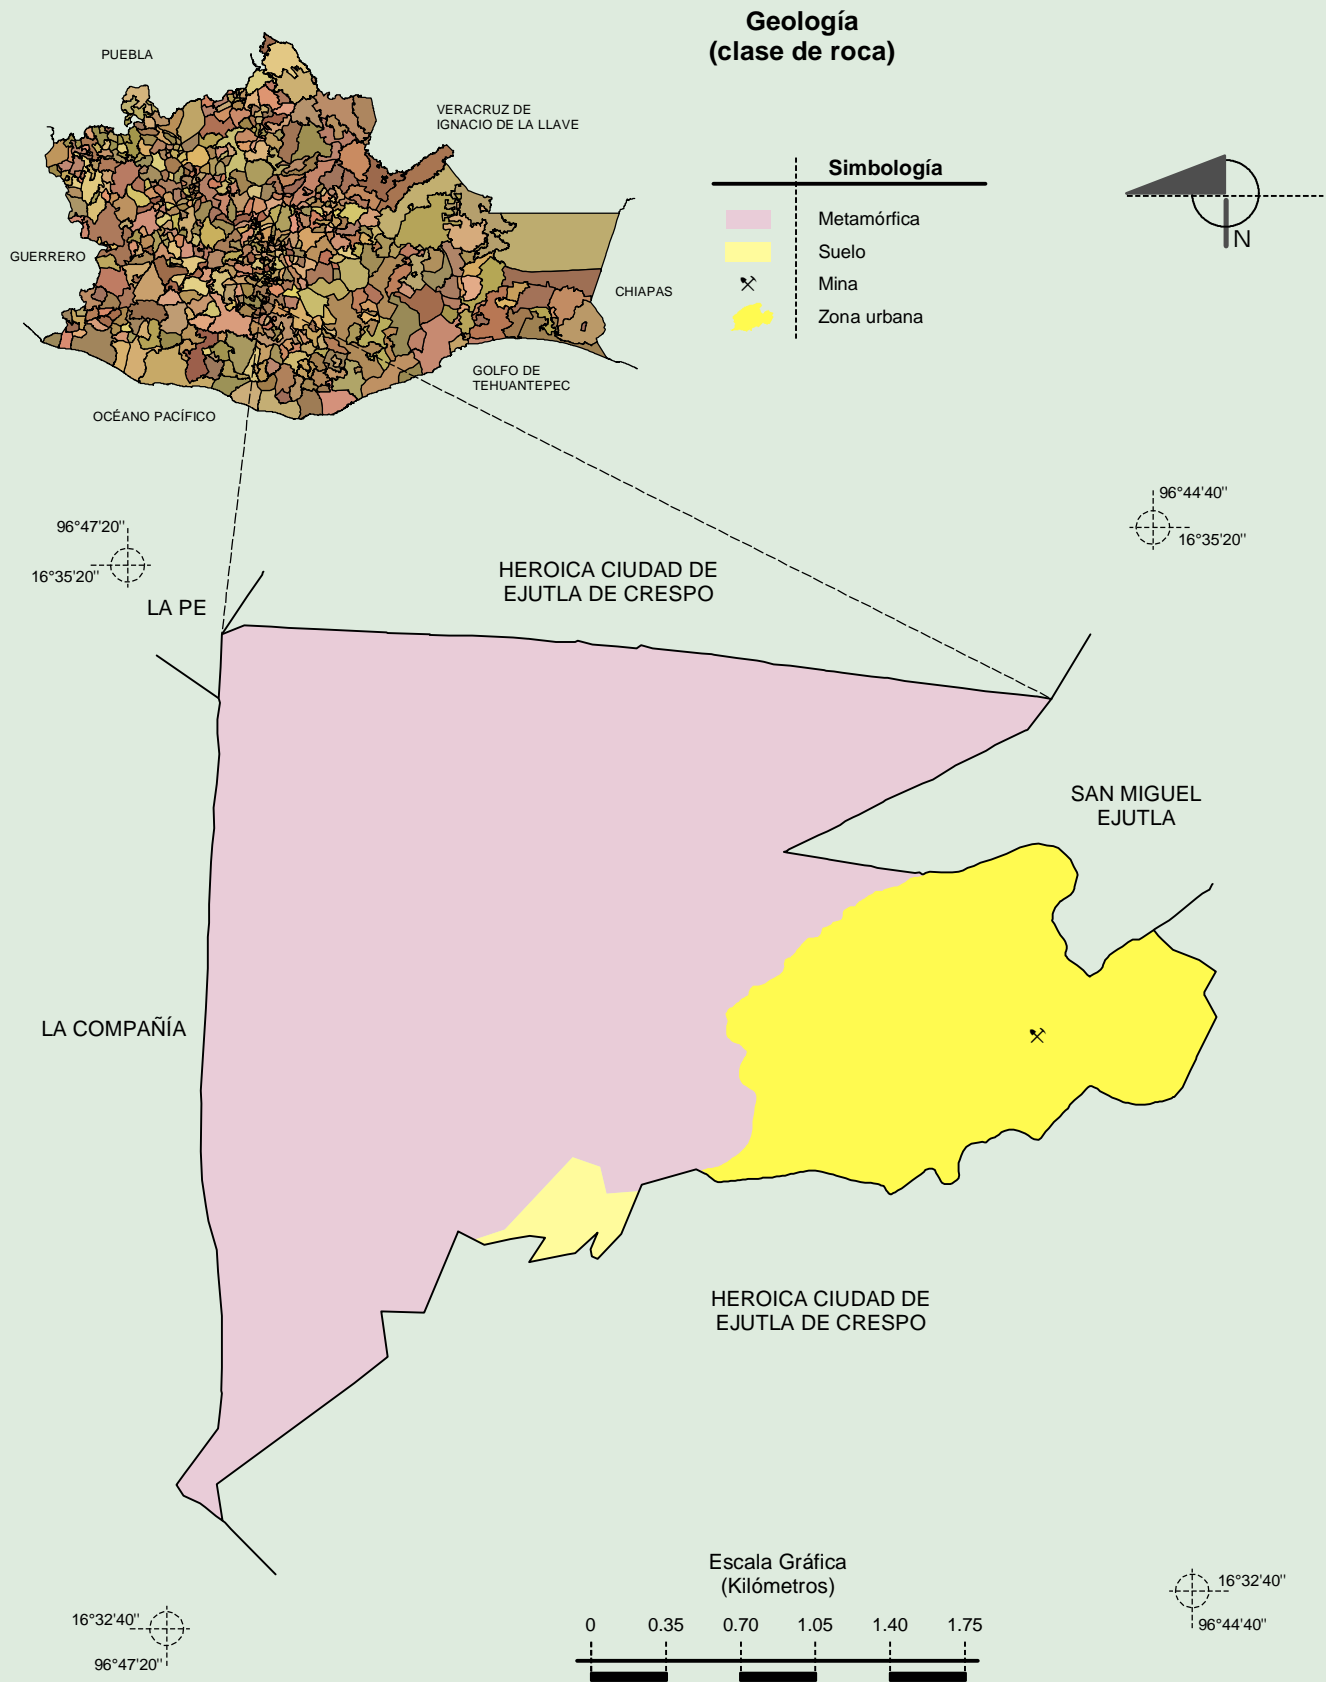 Geología
(clase de roca)
PUEBLA
VERACRUZ DE
IGNACIO DE LA LLAVE
GUERRERO
CHIAPAS
GOLFO DE
TEHUANTEPEC
OCÉANO PACÍFICO
Simbología
Metamórfica
Suelo
Mina
Zona urbana
N
96°47'20"
16°35'20"
96°44'40"
16°35'20"
LA PE
HEROICA CIUDAD DE
EJUTLA DE CRESPO
SAN MIGUEL
EJUTLA
LA COMPAÑÍA
HEROICA CIUDAD DE
EJUTLA DE CRESPO
Escala Gráfica
(Kilómetros)
0 0.35 0.70 1.05 1.40 1.75
16°32'40"
96°47'20"
16°32'40"
96°44'40"